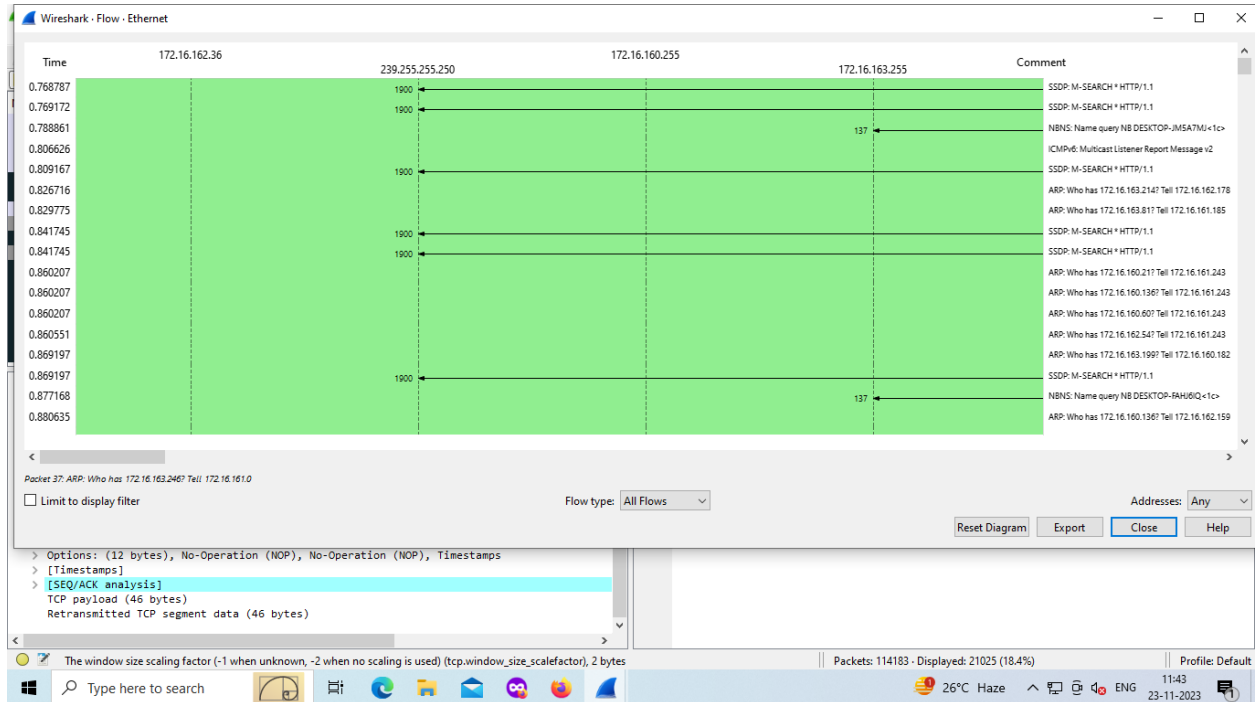 Wireshark · Flow · Ethernet
Time
172.16.162.36
239.255.255.250
172.16.160.255
172.16.163.255
Comment
0.768787 1900 SSDP: M-SEARCH * HTTP/1.1
0.769172 1900 SSDP: M-SEARCH * HTTP/1.1
0.788861 137 NBNS: Name query NB DESKTOP-JM5A7MJ<1c>
0.806626 ICMPv6: Multicast Listener Report Message v2
0.809167 1900 SSDP: M-SEARCH * HTTP/1.1
0.826716 ARP: Who has 172.16.163.214? Tell 172.16.162.178
0.829775 ARP: Who has 172.16.163.81? Tell 172.16.161.185
0.841745 1900 SSDP: M-SEARCH * HTTP/1.1
0.841745 1900 SSDP: M-SEARCH * HTTP/1.1
0.860207 ARP: Who has 172.16.160.21? Tell 172.16.161.243
0.860207 ARP: Who has 172.16.160.136? Tell 172.16.161.243
0.860207 ARP: Who has 172.16.160.60? Tell 172.16.161.243
0.860551 ARP: Who has 172.16.162.54? Tell 172.16.161.243
0.869197 ARP: Who has 172.16.163.199? Tell 172.16.160.182
0.869197 1900 SSDP: M-SEARCH * HTTP/1.1
0.877168 137 NBNS: Name query NB DESKTOP-FAHJ6IQ<1c>
0.880635 ARP: Who has 172.16.160.136? Tell 172.16.162.159
Packet 37: ARP: Who has 172.16.163.246? Tell 172.16.161.0
Limit to display filter
Flow type: All Flows
Addresses: Any
Reset Diagram Export Close Help
Options: (12 bytes), No-Operation (NOP), No-Operation (NOP), Timestamps
[Timestamps]
[SEQ/ACK analysis]
TCP payload (46 bytes)
Retransmitted TCP segment data (46 bytes)
The window size scaling factor (-1 when unknown, -2 when no scaling is used) (tcp.window_size_scalefactor), 2 bytes
Packets: 114183 · Displayed: 21025 (18.4%)
Profile: Default
Type here to search
26°C Haze
ENG
11:43
23-11-2023